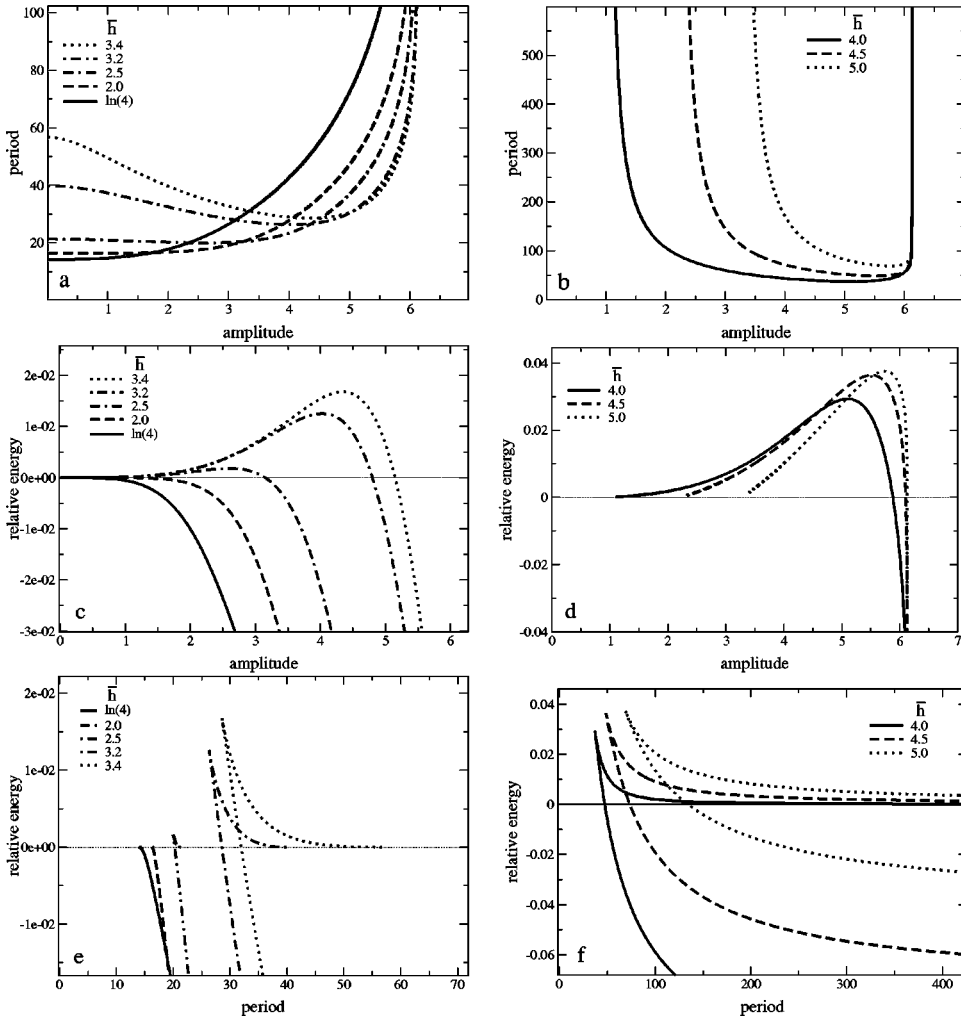 h̄
3.4
3.2
2.5
2.0
ln(4)
100
80
60
40
20
period
a
0 1 2 3 4 5 6
amplitude
h̄
4.0
4.5
5.0
500
400
300
200
100
0
period
b
1 2 3 4 5 6
amplitude
h̄
3.4
3.2
2.5
2.0
ln(4)
2e-02
1e-02
0e+00
-1e-02
-2e-02
-3e-02
relative energy
c
0 1 2 3 4 5 6
amplitude
h̄
4.0
4.5
5.0
0.04
0.02
0
-0.02
-0.04
relative energy
d
0 1 2 3 4 5 6 7
amplitude
h̄
ln(4)
2.0
2.5
3.2
3.4
2e-02
1e-02
0e+00
-1e-02
relative energy
e
0 10 20 30 40 50 60 70
period
h̄
4.0
4.5
5.0
0.04
0.02
0
-0.02
-0.04
-0.06
relative energy
f
0 100 200 300 400
period